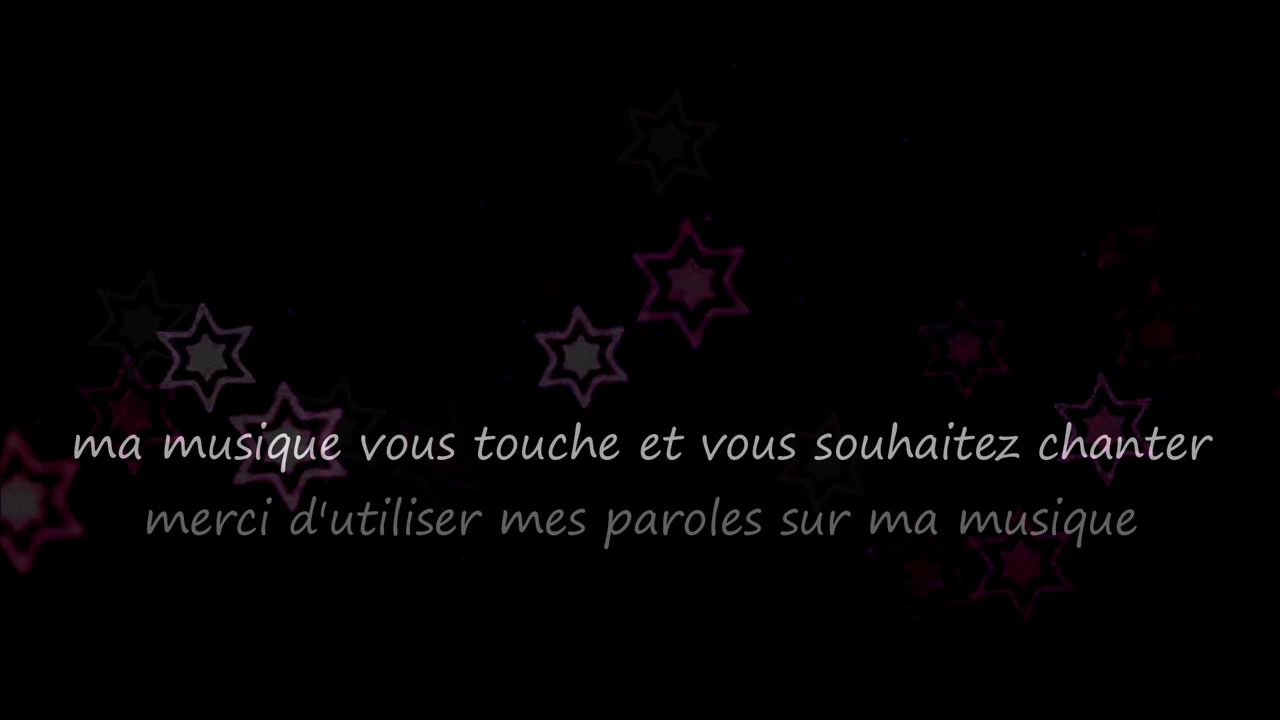 ma musique vous touche et vous souhaitez chanter
merci d'utiliser mes paroles sur ma musique